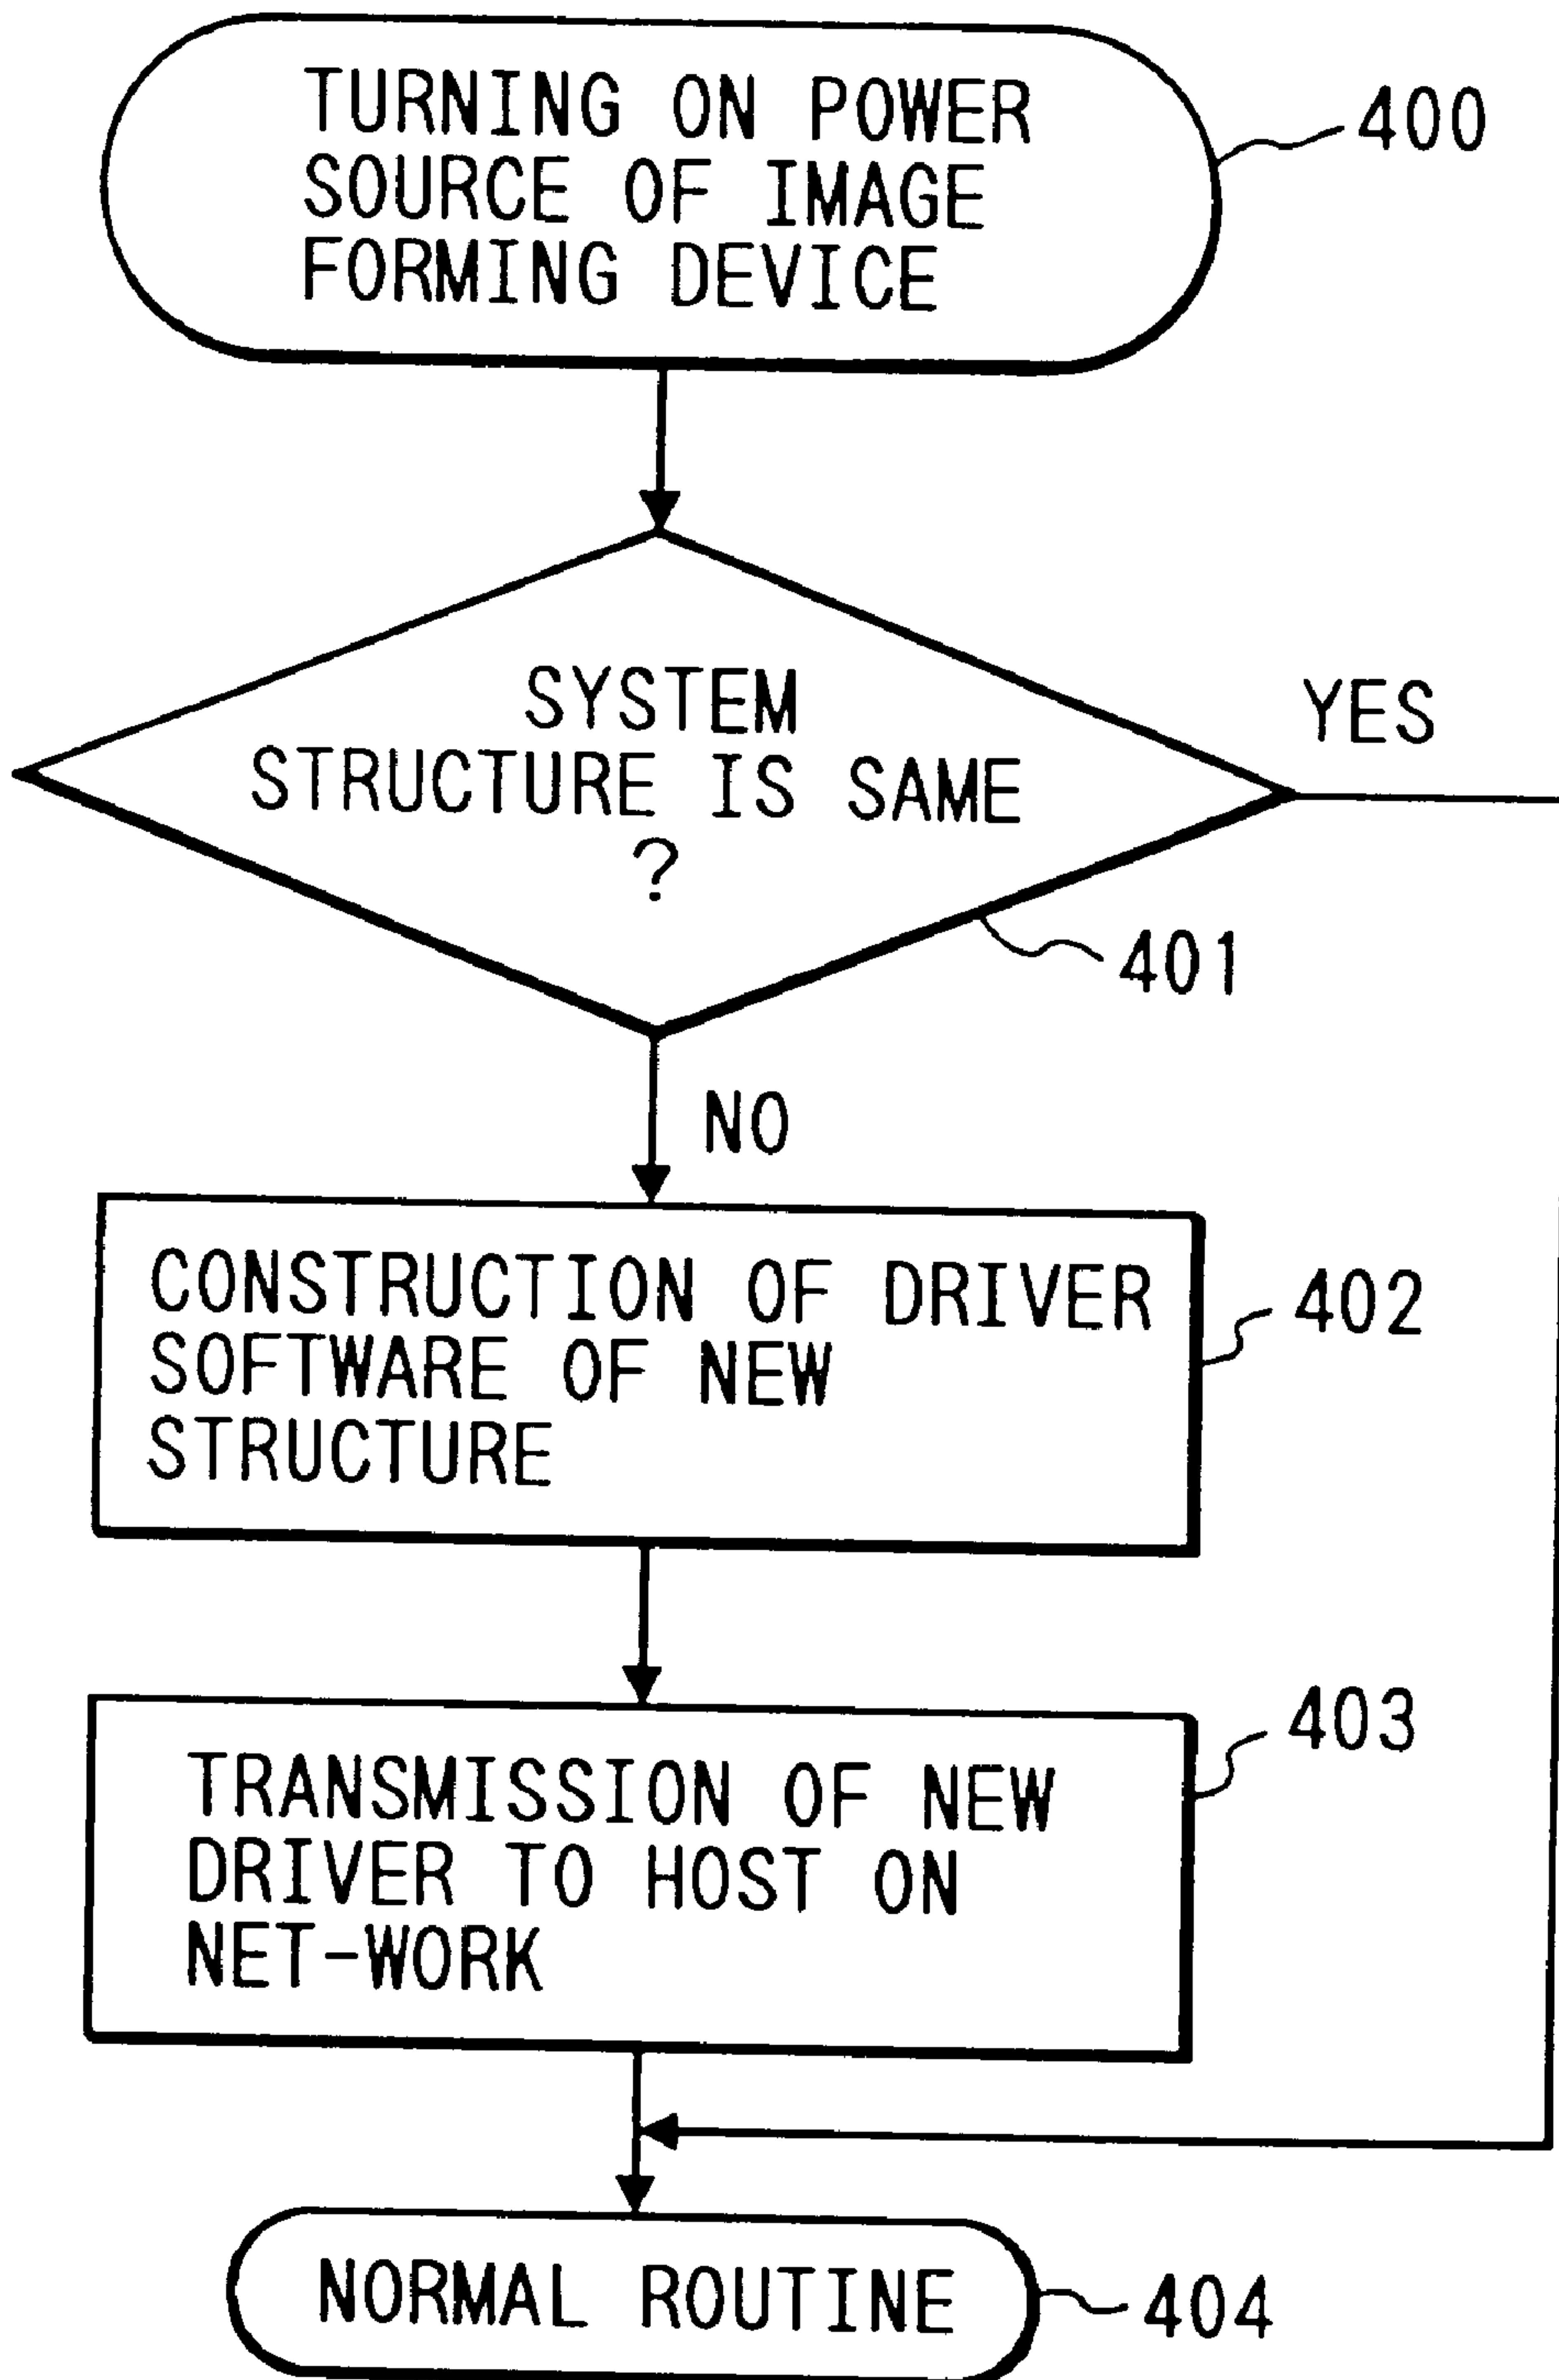 TURNING ON POWER
SOURCE OF IMAGE
FORMING DEVICE
400
SYSTEM
STRUCTURE IS SAME
?
YES
401
NO
CONSTRUCTION OF DRIVER
SOFTWARE OF NEW
STRUCTURE
402
TRANSMISSION OF NEW
DRIVER TO HOST ON
NET-WORK
403
NORMAL ROUTINE
404